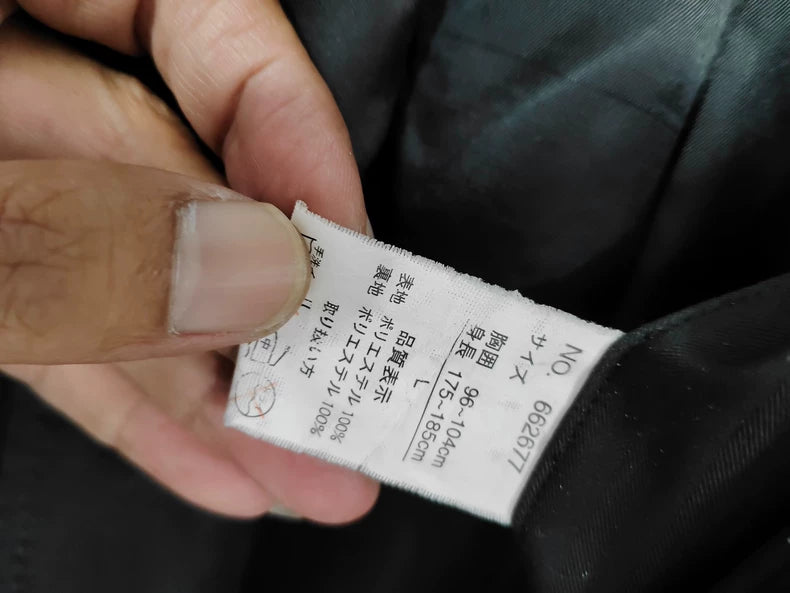 NO. 662677
サイズ
胸囲 96~104cm
身長 175~185cm
L
品質表示
表地 ポリエステル 100%
裏地 ポリエステル 100%
取り扱い方